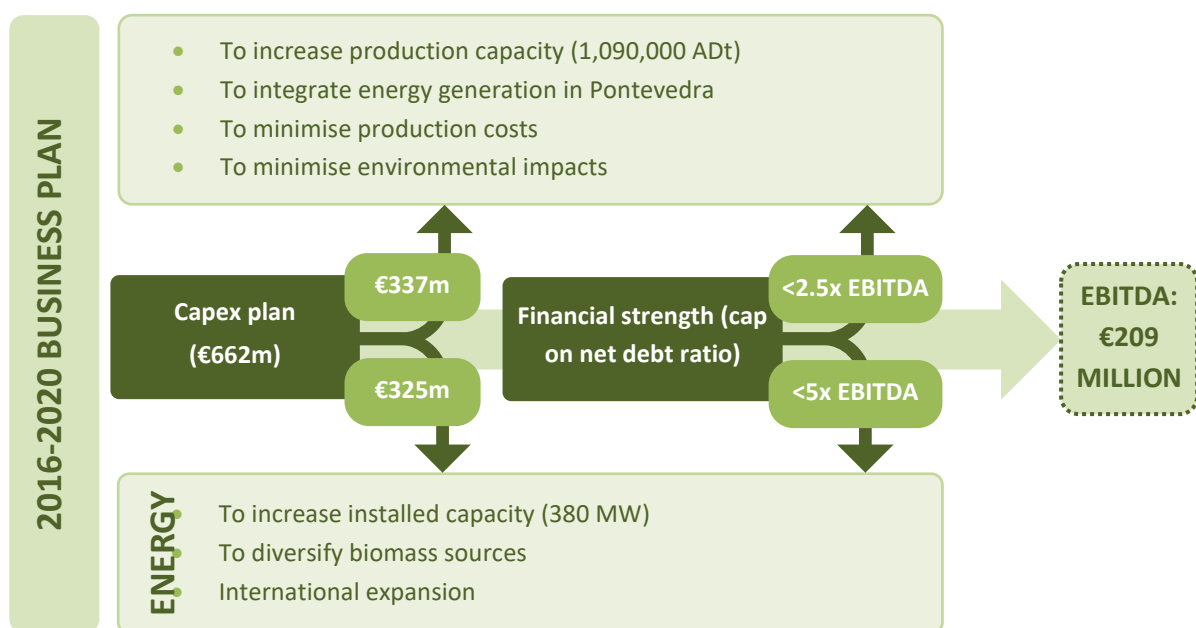 2016-2020 BUSINESS PLAN
To increase production capacity (1,090,000 ADt)
To integrate energy generation in Pontevedra
To minimise production costs
To minimise environmental impacts
Capex plan
(€662m)
€337m
€325m
Financial strength (cap
on net debt ratio)
<2.5x EBITDA
<5x EBITDA
EBITDA:
€209
MILLION
ENERGY
To increase installed capacity (380 MW)
To diversify biomass sources
International expansion